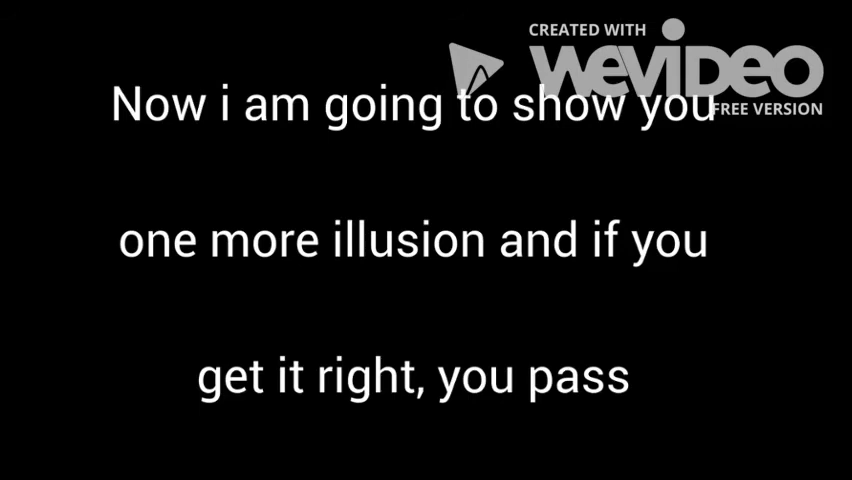 CREATED WITH
WEVIDEO
FREE VERSION
Now i am going to show you
one more illusion and if you
get it right, you pass